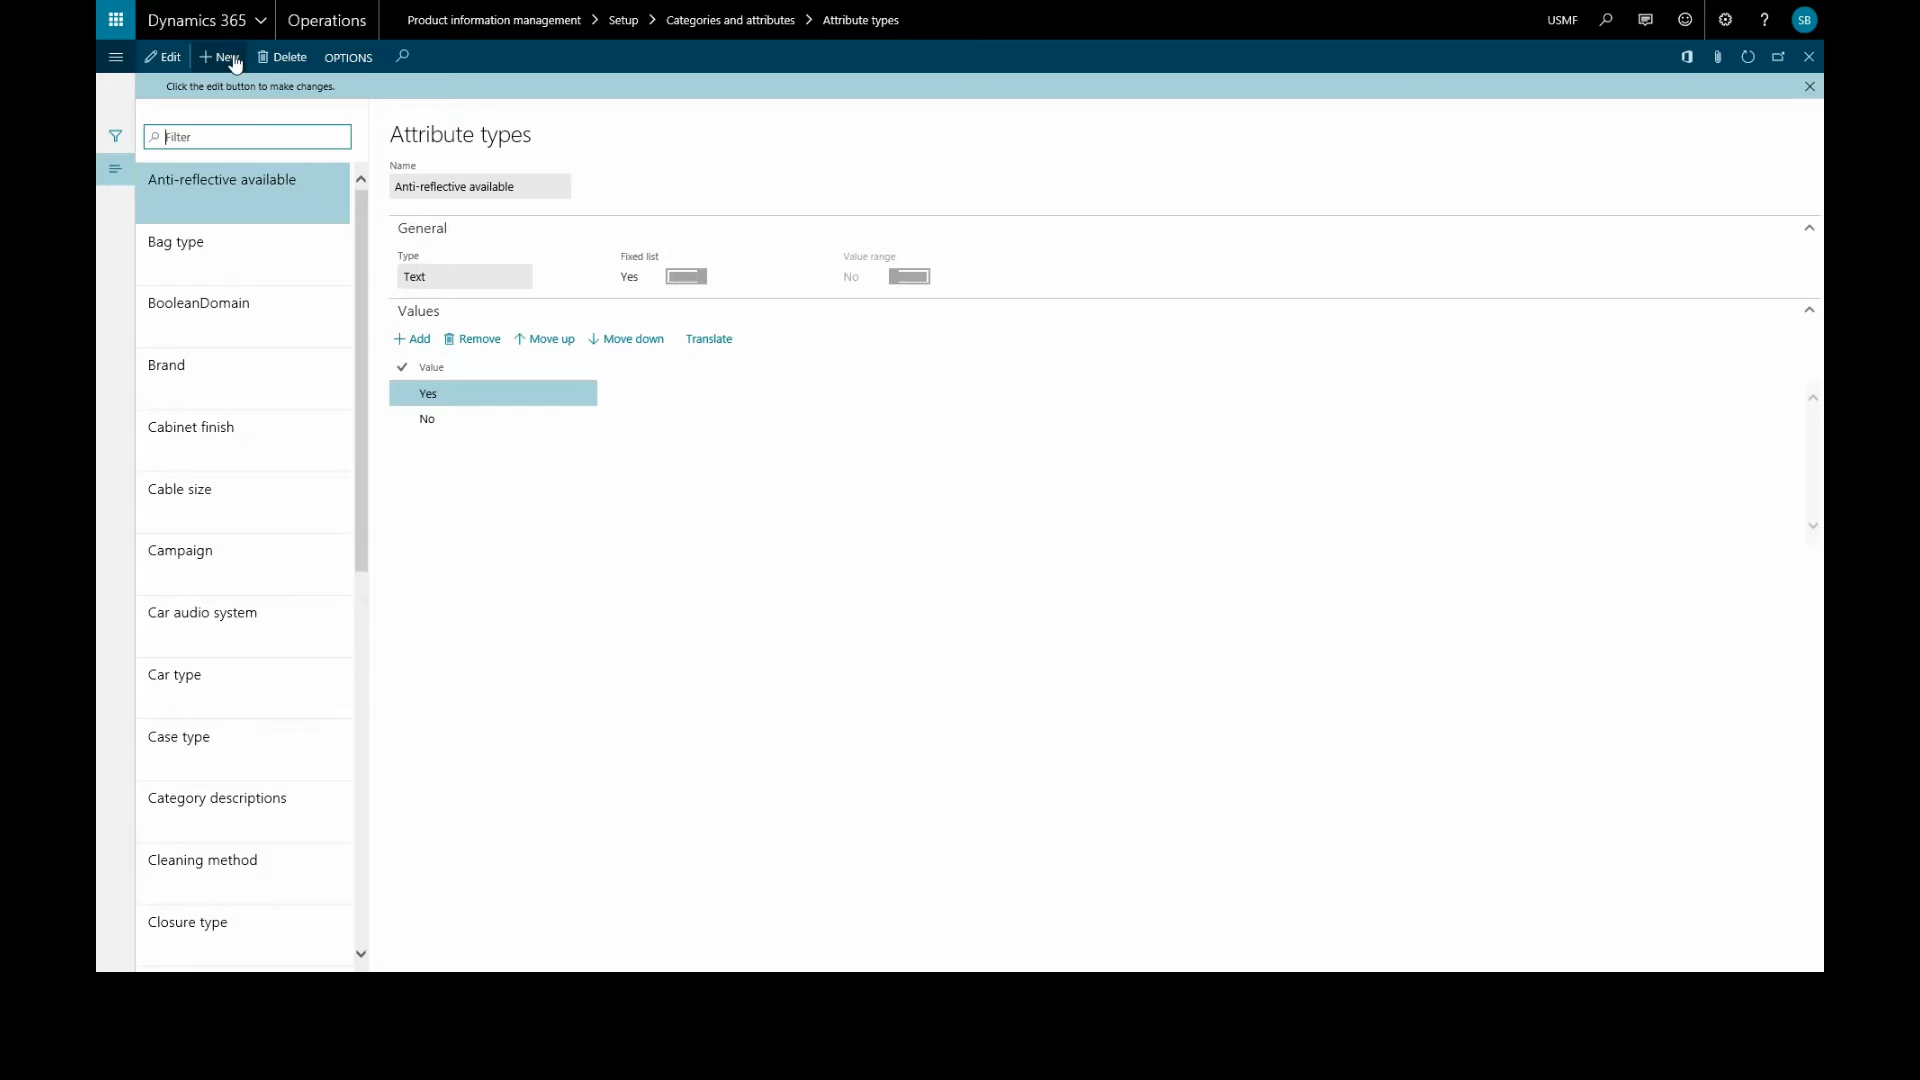 Dynamics 365 Operations Product information management > Setup > Categories and attributes > Attribute types USMF ? SB
Edit + New Delete OPTIONS
Click the edit button to make changes.
Filter
Anti-reflective available
Bag type
BooleanDomain
Brand
Cabinet finish
Cable size
Campaign
Car audio system
Car type
Case type
Category descriptions
Cleaning method
Closure type
Attribute types
Name
Anti-reflective available
General
Type Fixed list Value range
Text Yes No
Values
+ Add Remove Move up Move down Translate
Value
Yes
No